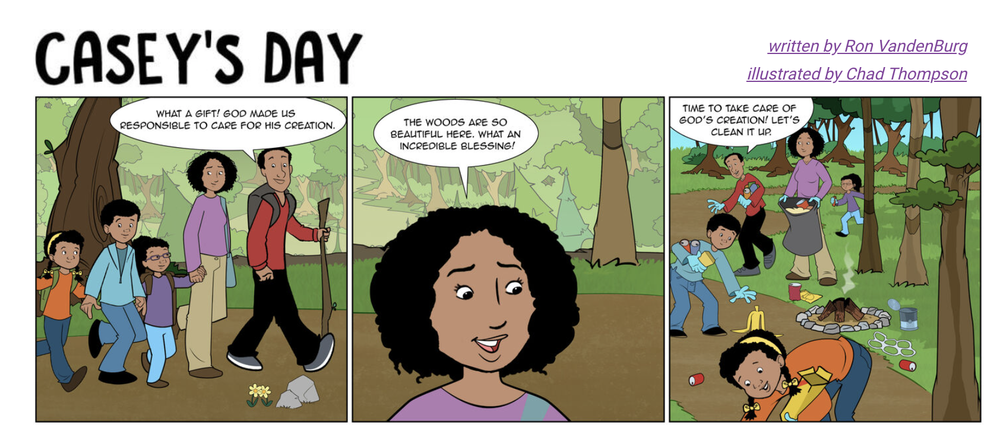 CASEY'S DAY
written by Ron VandenBurg
illustrated by Chad Thompson
WHAT A GIFT! GOD MADE US
RESPONSIBLE TO CARE FOR HIS CREATION.
THE WOODS ARE SO
BEAUTIFUL HERE. WHAT AN
INCREDIBLE BLESSING!
TIME TO TAKE CARE OF
GOD'S CREATION! LET'S
CLEAN IT UP.